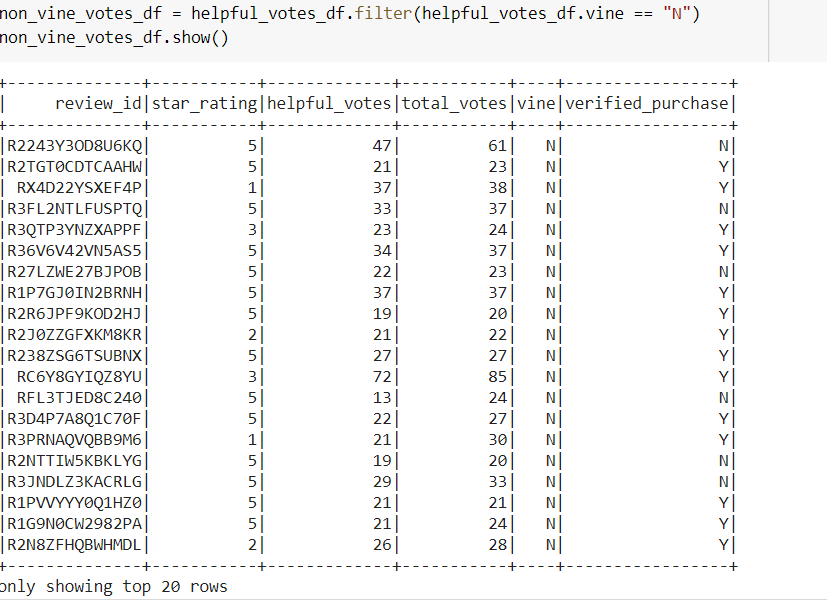 non_vine_votes_df = helpful_votes_df.filter(helpful_votes_df.vine == "N")
non_vine_votes_df.show()
+--------------+-----------+-------------+-----------+----+-----------------+
|     review_id|star_rating|helpful_votes|total_votes|vine|verified_purchase|
+--------------+-----------+-------------+-----------+----+-----------------+
|R2243Y3OD8U6KQ|          5|           47|         61|   N|                N|
|R2TGT0CDTCAAHW|          5|           21|         23|   N|                Y|
| RX4D22YSXEF4P|          1|           37|         38|   N|                Y|
|R3FL2NTLFUSPTQ|          5|           33|         37|   N|                N|
|R3QTP3YNZXAPPF|          3|           23|         24|   N|                Y|
|R36V6V42VN5AS5|          5|           34|         37|   N|                Y|
|R27LZWE27BJPOB|          5|           22|         23|   N|                N|
|R1P7GJ0IN2BRNH|          5|           37|         37|   N|                Y|
|R2R6JPF9KOD2HJ|          5|           19|         20|   N|                Y|
|R2J0ZZGFXKM8KR|          2|           21|         22|   N|                Y|
|R238ZSG6TSUBNX|          5|           27|         27|   N|                Y|
| RC6Y8GYIQZ8YU|          3|           72|         85|   N|                Y|
| RFL3TJED8C240|          5|           13|         24|   N|                N|
|R3D4P7A8Q1C70F|          5|           22|         27|   N|                Y|
|R3PRNAQVQBB9M6|          1|           21|         30|   N|                Y|
|R2NTTIW5KBKLYG|          5|           19|         20|   N|                N|
|R3JNDLZ3KACRLG|          5|           29|         33|   N|                N|
|R1PVVYYY0Q1HZ0|          5|           21|         21|   N|                Y|
|R1G9N0CW2982PA|          5|           21|         24|   N|                Y|
|R2N8ZFHQBWHMDL|          2|           26|         28|   N|                Y|
+--------------+-----------+-------------+-----------+----+-----------------+
only showing top 20 rows